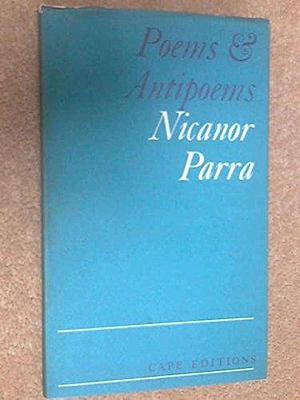 Poems &
Antipoems
Nicanor
Parra
CAPE EDITIONS